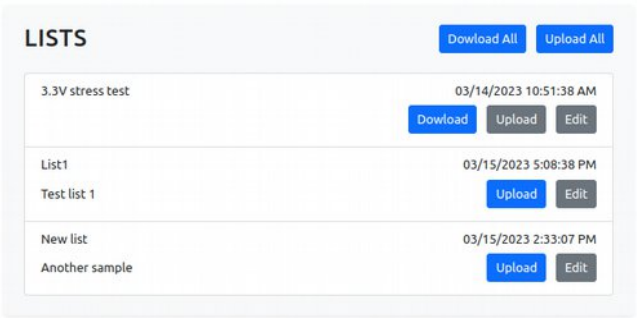 LISTS Dowload All Upload All
3.3V stress test 03/14/2023 10:51:38 AM
Dowload Upload Edit
List1 03/15/2023 5:08:38 PM
Test list 1 Upload Edit
New list 03/15/2023 2:33:07 PM
Another sample Upload Edit